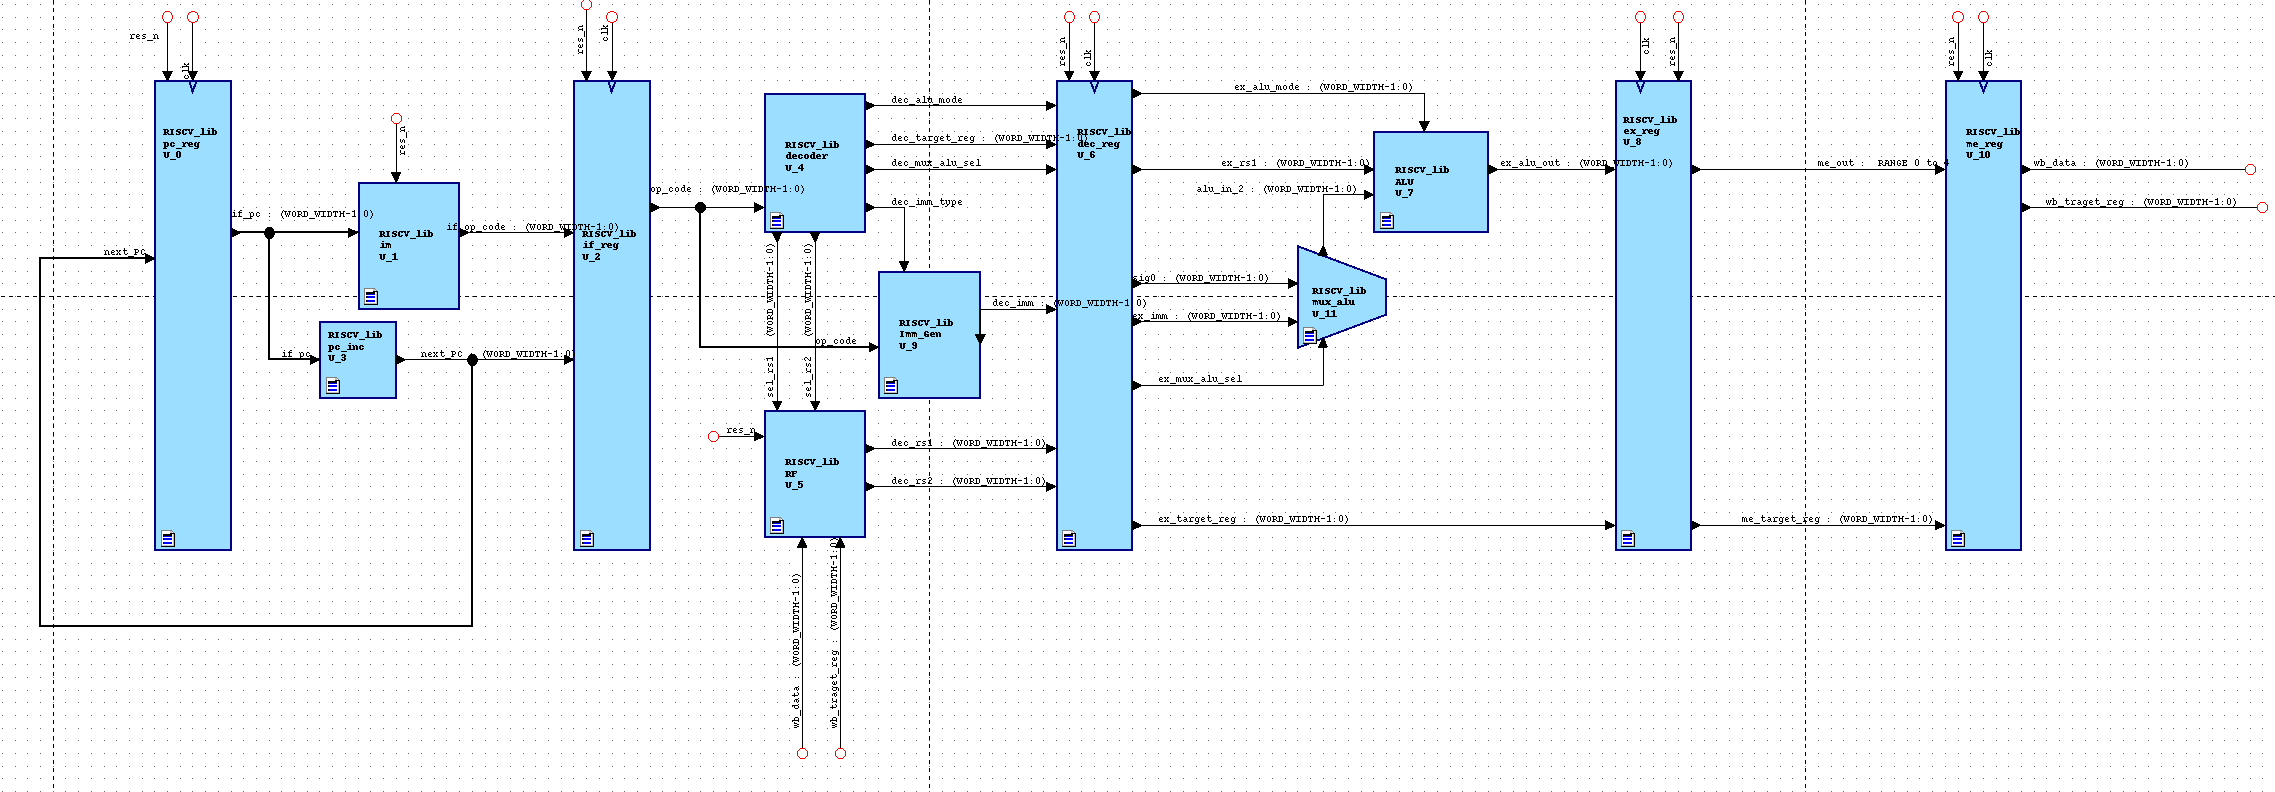 res_n
clk
res_n
clk
res_n
clk
clk
res_n
res_n
clk
RISCV_lib
pc_reg
U_0
next_PC
if_pc : (WORD_WIDTH-1:0)
res_n
RISCV_lib
im
U_1
if_op_code : (WORD_WIDTH-1:0)
if_pc
RISCV_lib
pc_inc
U_3
next_PC : (WORD_WIDTH-1:0)
RISCV_lib
if_reg
U_2
op_code : (WORD_WIDTH-1:0)
RISCV_lib
decoder
U_4
dec_alu_mode
dec_target_reg : (WORD_WIDTH-1:0)
dec_mux_alu_sel
dec_imm_type
sel_rs1 : (WORD_WIDTH-1:0)
sel_rs2 : (WORD_WIDTH-1:0)
op_code
RISCV_lib
Imm_Gen
U_9
dec_imm : (WORD_WIDTH-1:0)
res_n
RISCV_lib
RF
U_5
dec_rs1 : (WORD_WIDTH-1:0)
dec_rs2 : (WORD_WIDTH-1:0)
wb_data : (WORD_WIDTH-1:0)
wb_traget_reg : (WORD_WIDTH-1:0)
RISCV_lib
dec_reg
U_6
ex_alu_mode : (WORD_WIDTH-1:0)
ex_rs1 : (WORD_WIDTH-1:0)
alu_in_2 : (WORD_WIDTH-1:0)
RISCV_lib
ALU
U_7
ex_alu_out : (WORD_WIDTH-1:0)
sig0 : (WORD_WIDTH-1:0)
ex_imm : (WORD_WIDTH-1:0)
RISCV_lib
mux_alu
U_11
ex_mux_alu_sel
ex_target_reg : (WORD_WIDTH-1:0)
RISCV_lib
ex_reg
U_8
me_out : RANGE 0 to 4
me_target_reg : (WORD_WIDTH-1:0)
RISCV_lib
me_reg
U_10
wb_data : (WORD_WIDTH-1:0)
wb_traget_reg : (WORD_WIDTH-1:0)